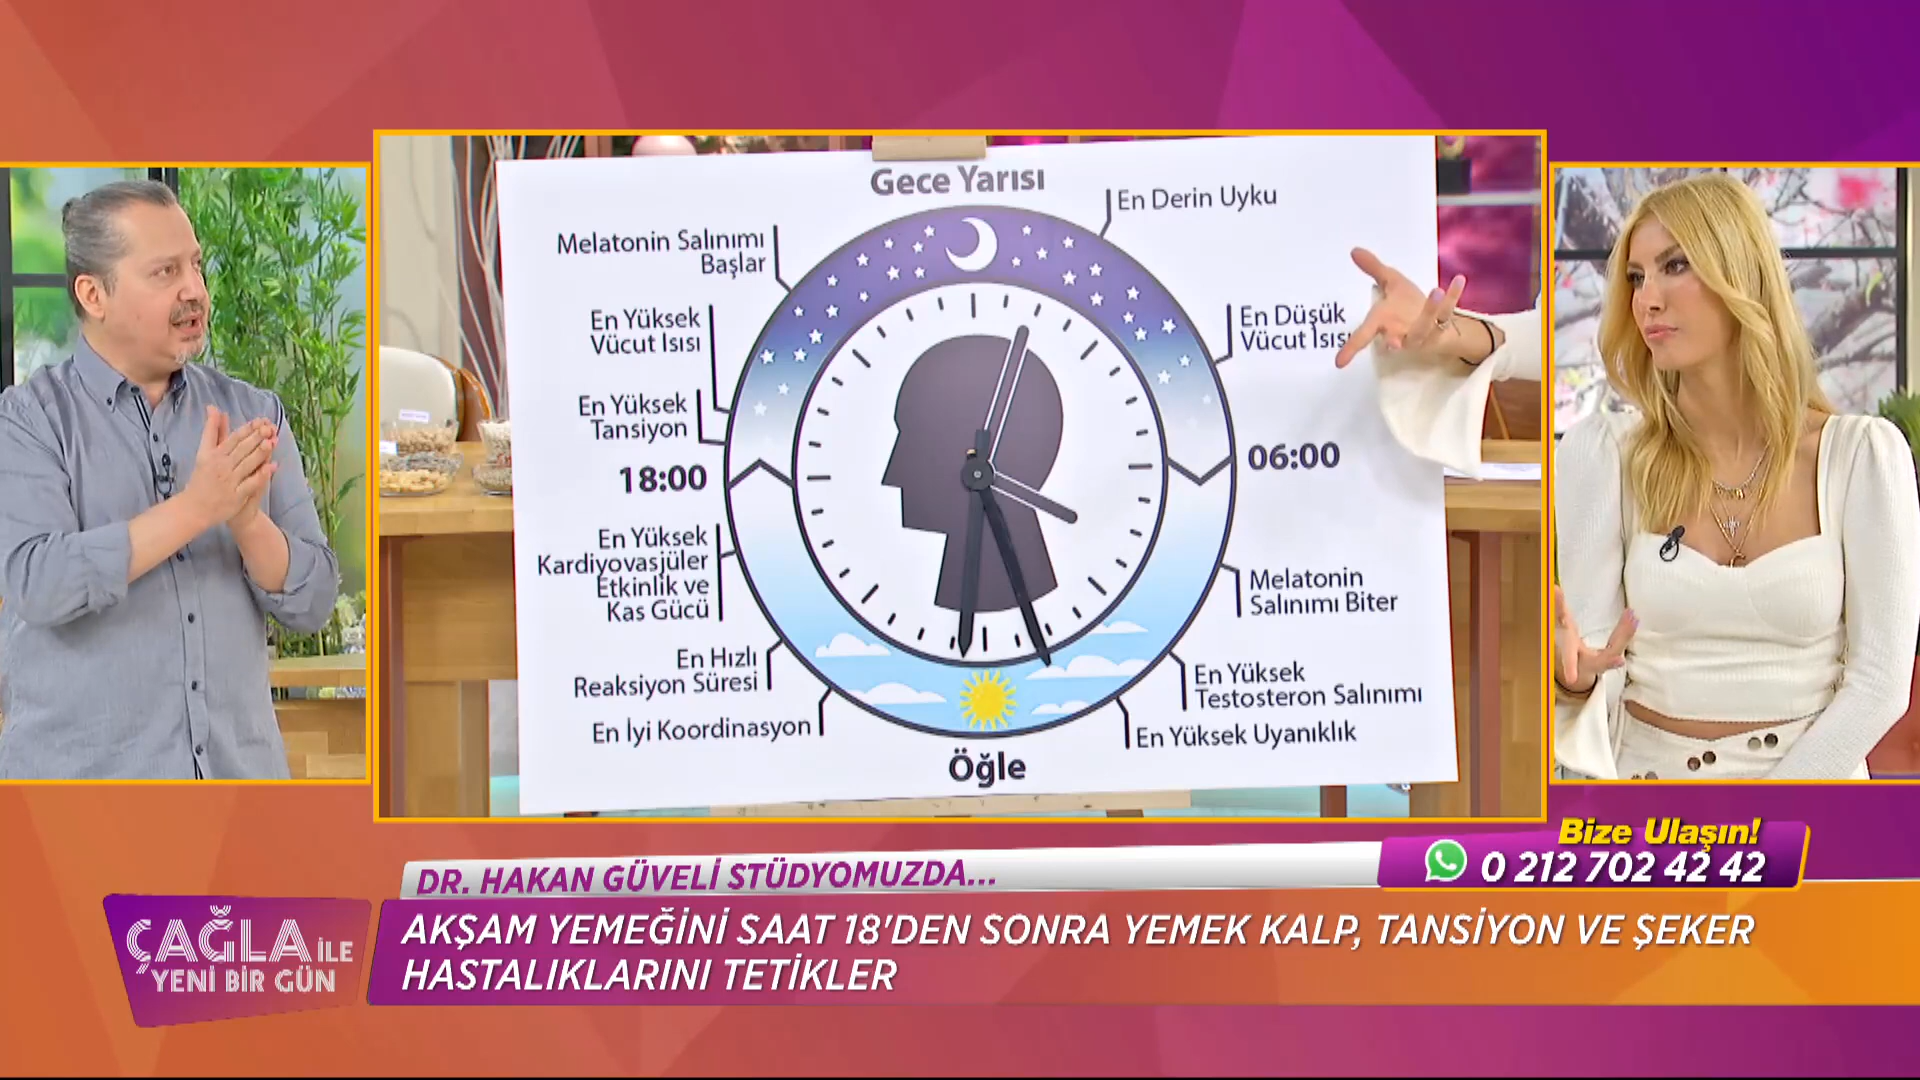 Gece Yarısı
En Derin Uyku
Melatonin Salınımı
Başlar
En Yüksek
Vücut Isısı
En Düşük
Vücut Isısı
En Yüksek
Tansiyon
18:00
06:00
En Yüksek
Kardiyovasjüler
Etkinlik ve
Kas Gücü
Melatonin
Salınımı Biter
En Hızlı
Reaksiyon Süresi
En Yüksek
Testosteron Salınımı
En İyi Koordinasyon
En Yüksek Uyanıklık
Öğle
Bize Ulaşın!
0 212 702 42 42
DR. HAKAN GÜVELİ STÜDYOMUZDA...
ÇAĞLA İLE
YENİ BİR GÜN
AKŞAM YEMEĞİNİ SAAT 18'DEN SONRA YEMEK KALP, TANSİYON VE ŞEKER
HASTALIKLARINI TETİKLER